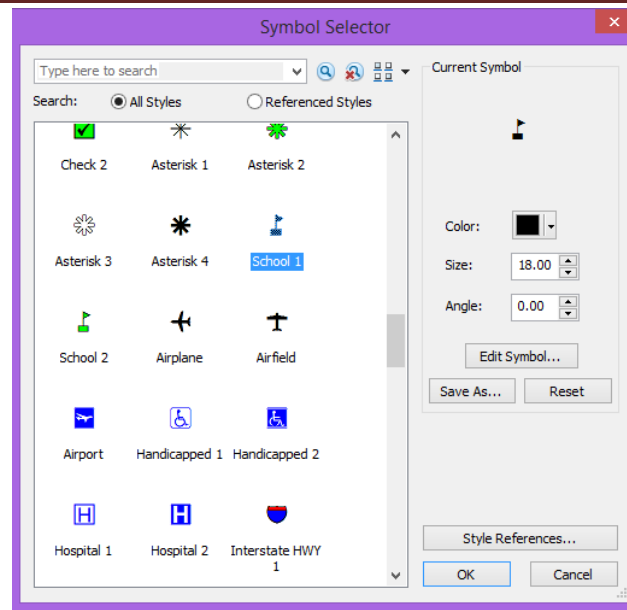 Symbol Selector
Type here to search
Search: All Styles Referenced Styles
Check 2 Asterisk 1 Asterisk 2
Asterisk 3 Asterisk 4 School 1
School 2 Airplane Airfield
Airport Handicapped 1 Handicapped 2
H H
Hospital 1 Hospital 2 Interstate HWY
1
Current Symbol
Color:
Size: 18.00
Angle: 0.00
Edit Symbol...
Save As... Reset
Style References...
OK Cancel